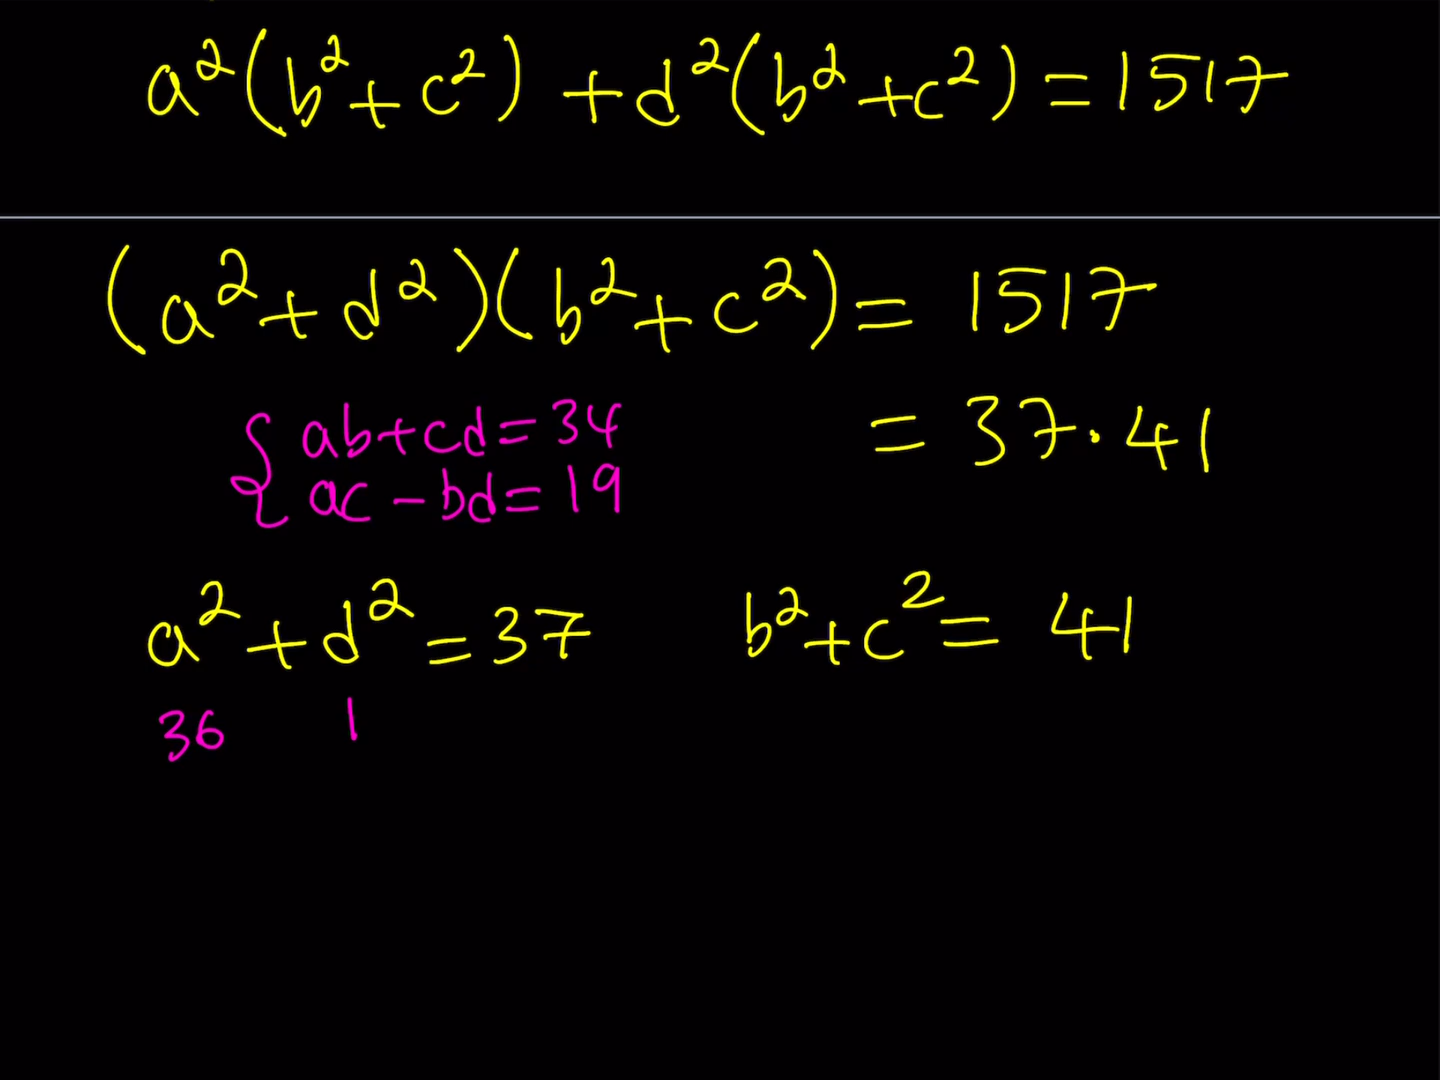 a²(b²+c²) + d²(b²+c²) = 1517
(a²+d²)(b²+c²) = 1517
{ab+cd=34
ac-bd=19
= 37·41
a²+d²=37 b²+c²= 41
36 1